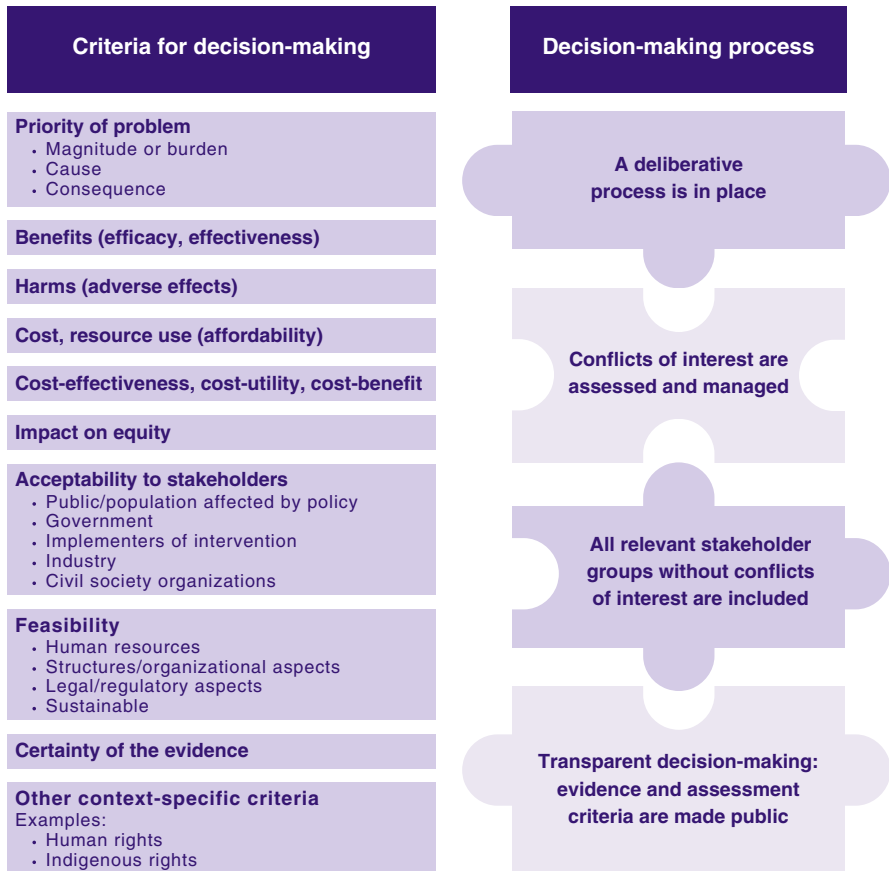 Criteria for decision-making
Priority of problem
• Magnitude or burden
• Cause
• Consequence
Benefits (efficacy, effectiveness)
Harms (adverse effects)
Cost, resource use (affordability)
Cost-effectiveness, cost-utility, cost-benefit
Impact on equity
Acceptability to stakeholders
• Public/population affected by policy
• Government
• Implementers of intervention
• Industry
• Civil society organizations
Feasibility
• Human resources
• Structures/organizational aspects
• Legal/regulatory aspects
• Sustainable
Certainty of the evidence
Other context-specific criteria
Examples:
• Human rights
• Indigenous rights
Decision-making process
A deliberative
process is in place
Conflicts of interest are
assessed and managed
All relevant stakeholder
groups without conflicts
of interest are included
Transparent decision-making:
evidence and assessment
criteria are made public